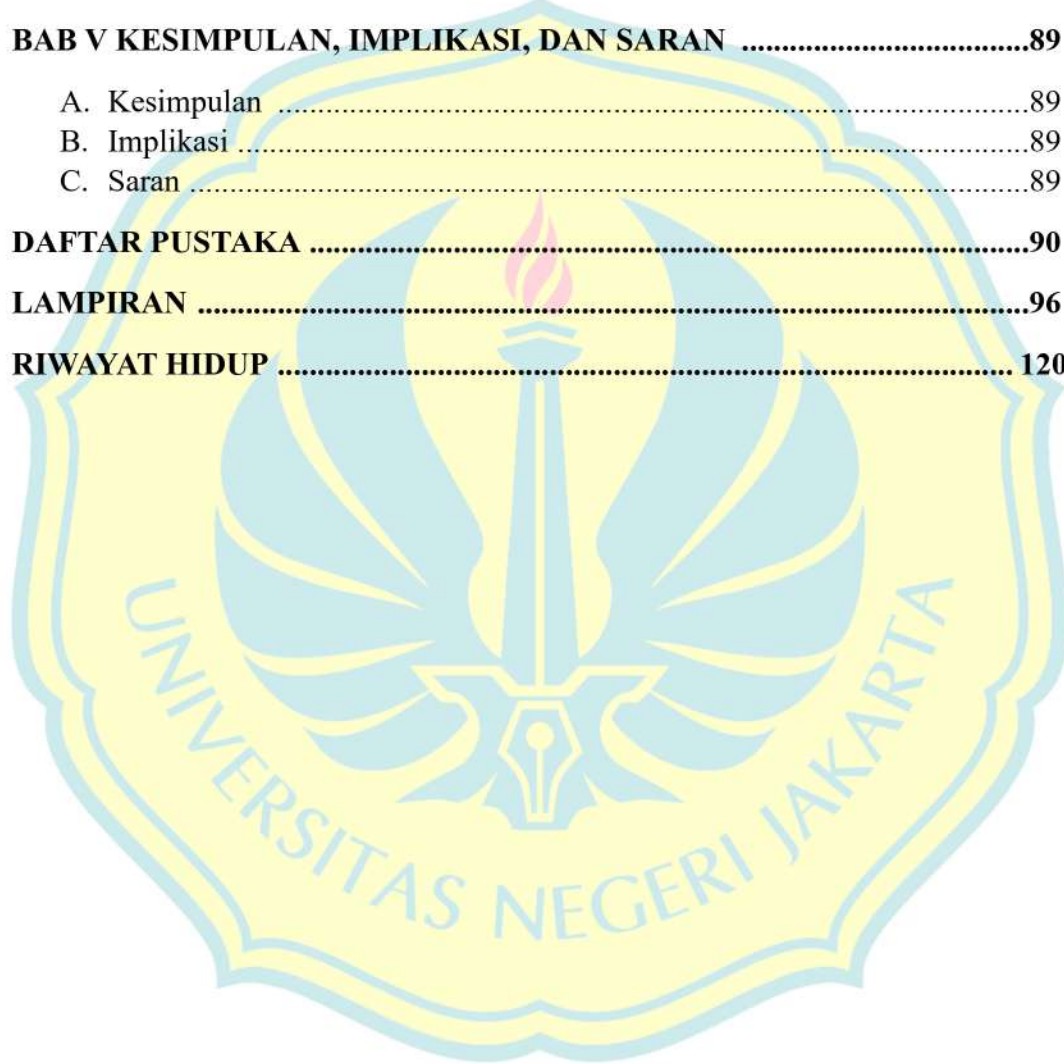 BAB V KESIMPULAN, IMPLIKASI, DAN SARAN ....................................89
A. Kesimpulan ................................................................................................89
B. Implikasi ....................................................................................................89
C. Saran ..........................................................................................................89
DAFTAR PUSTAKA ...........................................................................................90
LAMPIRAN .........................................................................................................96
RIWAYAT HIDUP ............................................................................................. 120
UNIVERSITAS NEGERI JAKARTA